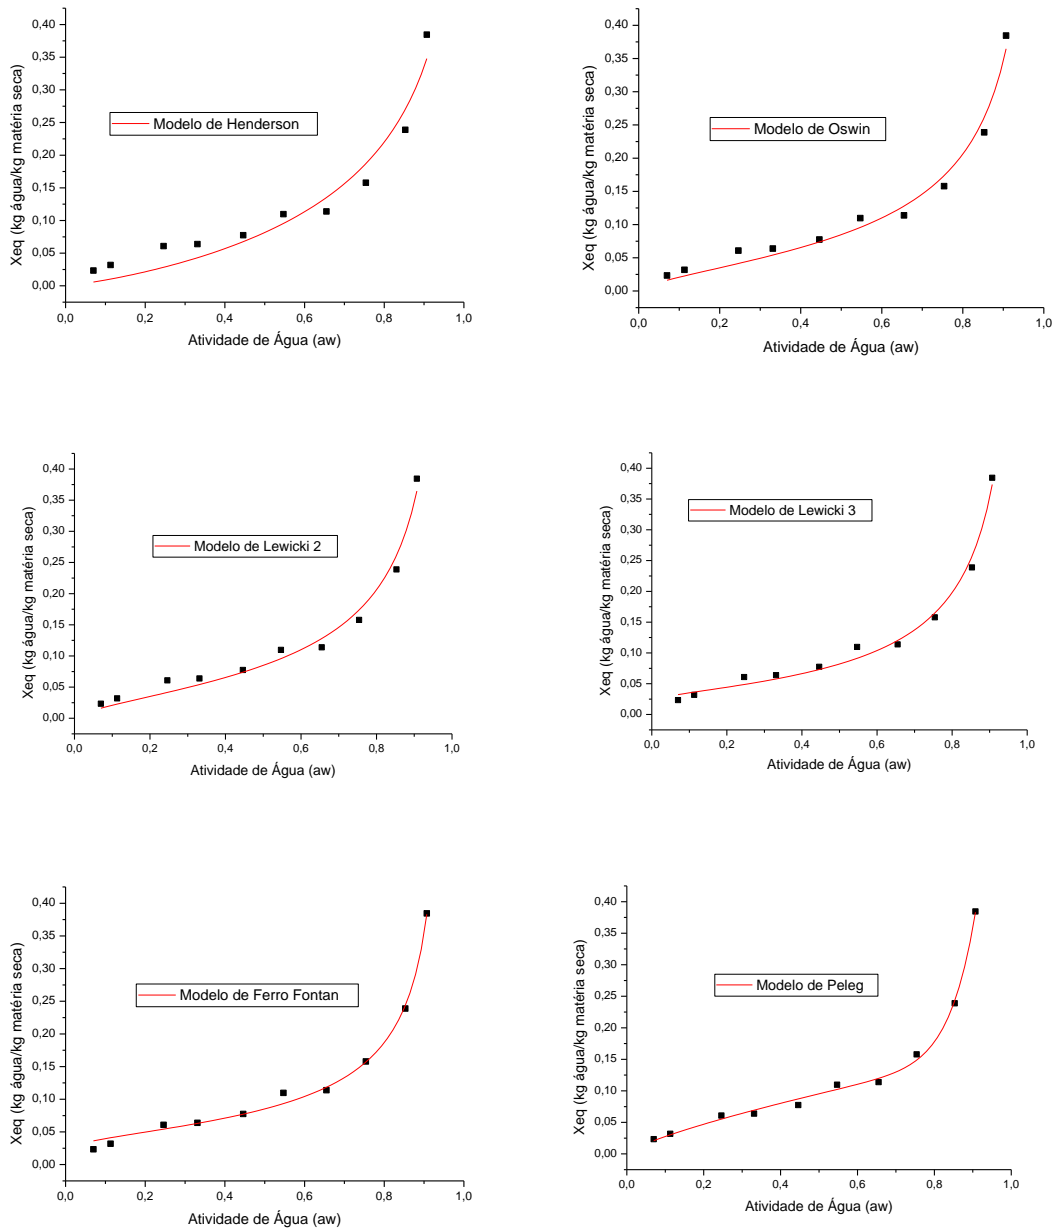 0,40
0,35
0,30
0,25
0,20
0,15
0,10
0,05
0,00
Xeq (kg água/kg matéria seca)
Modelo de Henderson
0,0 0,2 0,4 0,6 0,8 1,0
Atividade de Água (aw)
0,40
0,35
0,30
0,25
0,20
0,15
0,10
0,05
0,00
Xeq (kg água/kg matéria seca)
Modelo de Oswin
0,0 0,2 0,4 0,6 0,8 1,0
Atividade de Água (aw)
0,40
0,35
0,30
0,25
0,20
0,15
0,10
0,05
0,00
Xeq (kg água/kg matéria seca)
Modelo de Lewicki 2
0,0 0,2 0,4 0,6 0,8 1,0
Atividade de Água (aw)
0,40
0,35
0,30
0,25
0,20
0,15
0,10
0,05
0,00
Xeq (kg água/kg matéria seca)
Modelo de Lewicki 3
0,0 0,2 0,4 0,6 0,8 1,0
Atividade de Água (aw)
0,40
0,35
0,30
0,25
0,20
0,15
0,10
0,05
0,00
Xeq (kg água/kg matéria seca)
Modelo de Ferro Fontan
0,0 0,2 0,4 0,6 0,8 1,0
Atividade de Água (aw)
0,40
0,35
0,30
0,25
0,20
0,15
0,10
0,05
0,00
Xeq (kg água/kg matéria seca)
Modelo de Peleg
0,0 0,2 0,4 0,6 0,8 1,0
Atividade de Água (aw)